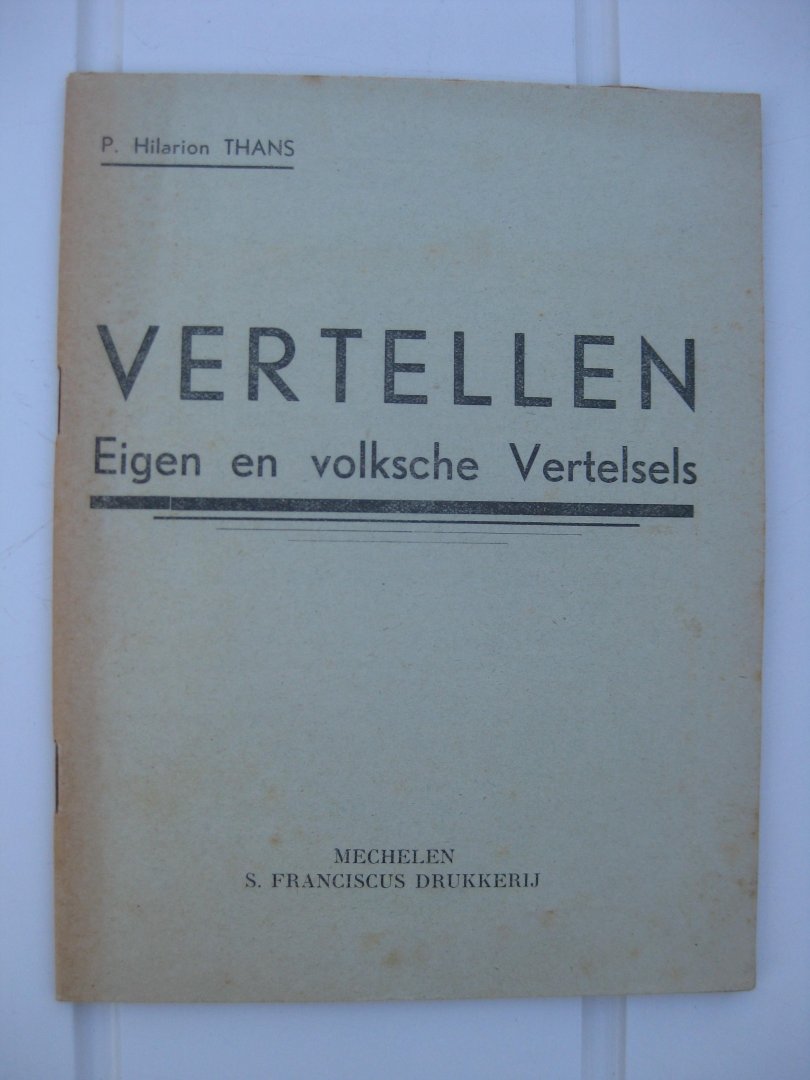 P. Hilarion THANS
VERTELLEN
Eigen en volksche Vertelsels
MECHELEN
S. FRANCISCUS DRUKKERIJ